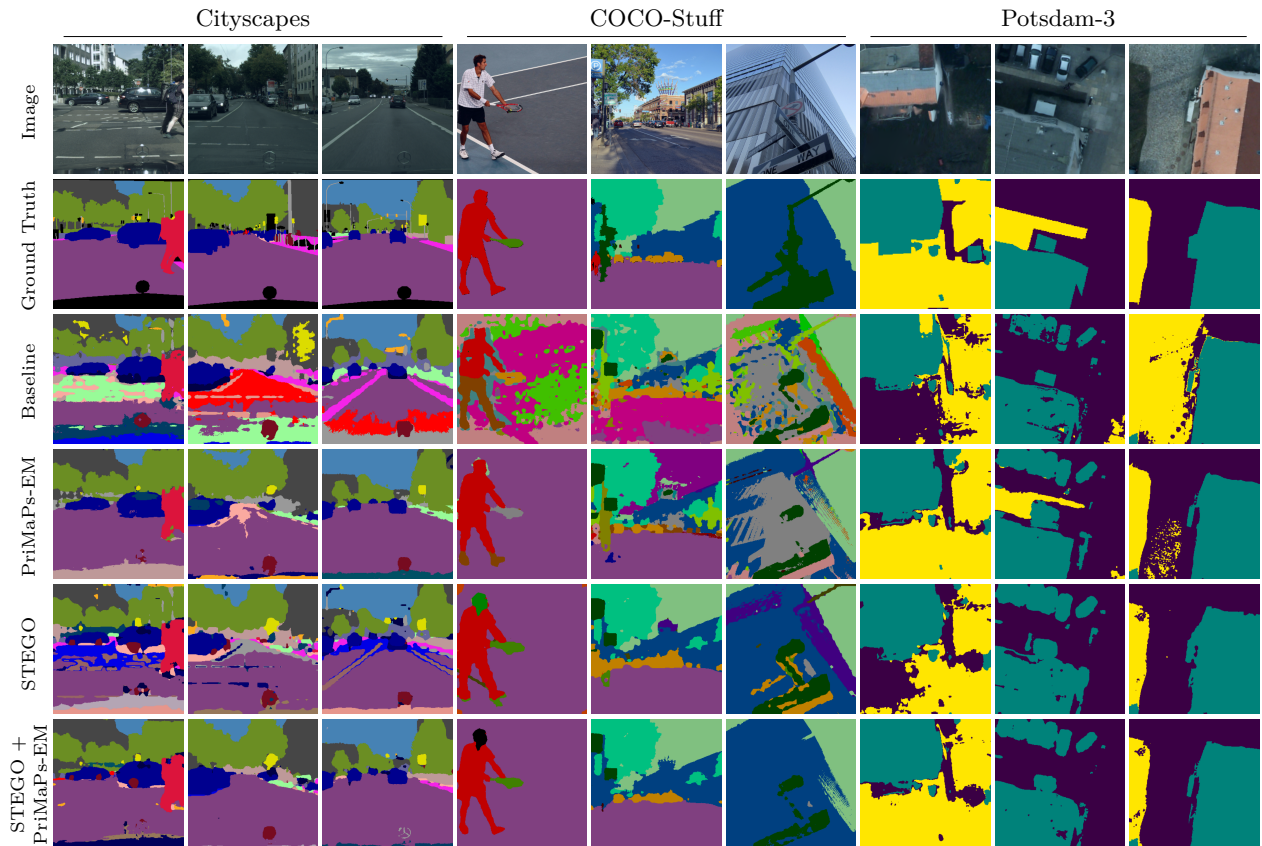 Cityscapes
COCO-Stuff
Potsdam-3
Image
P
WAY
Ground Truth
Baseline
PriMaPs-EM
STEGO
STEGO +
PriMaPs-EM